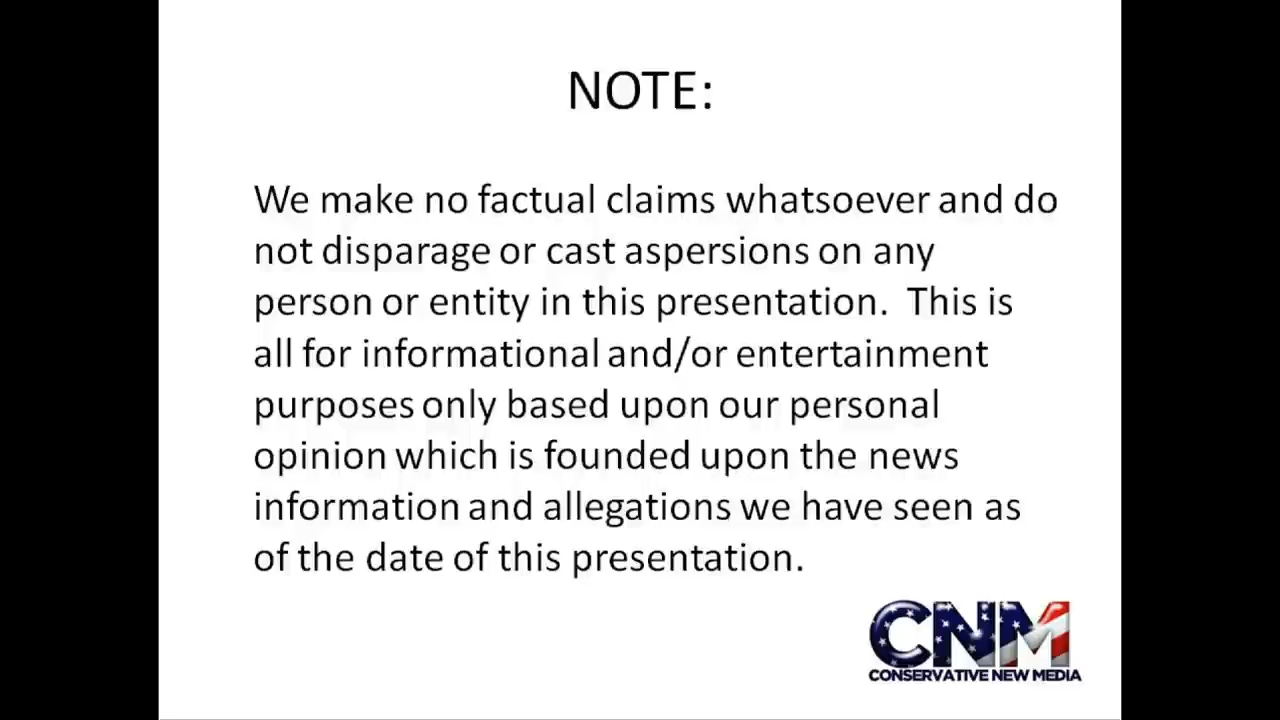 NOTE:
We make no factual claims whatsoever and do
not disparage or cast aspersions on any
person or entity in this presentation.  This is
all for informational and/or entertainment
purposes only based upon our personal
opinion which is founded upon the news
information and allegations we have seen as
of the date of this presentation.
CNM
CONSERVATIVE NEW MEDIA